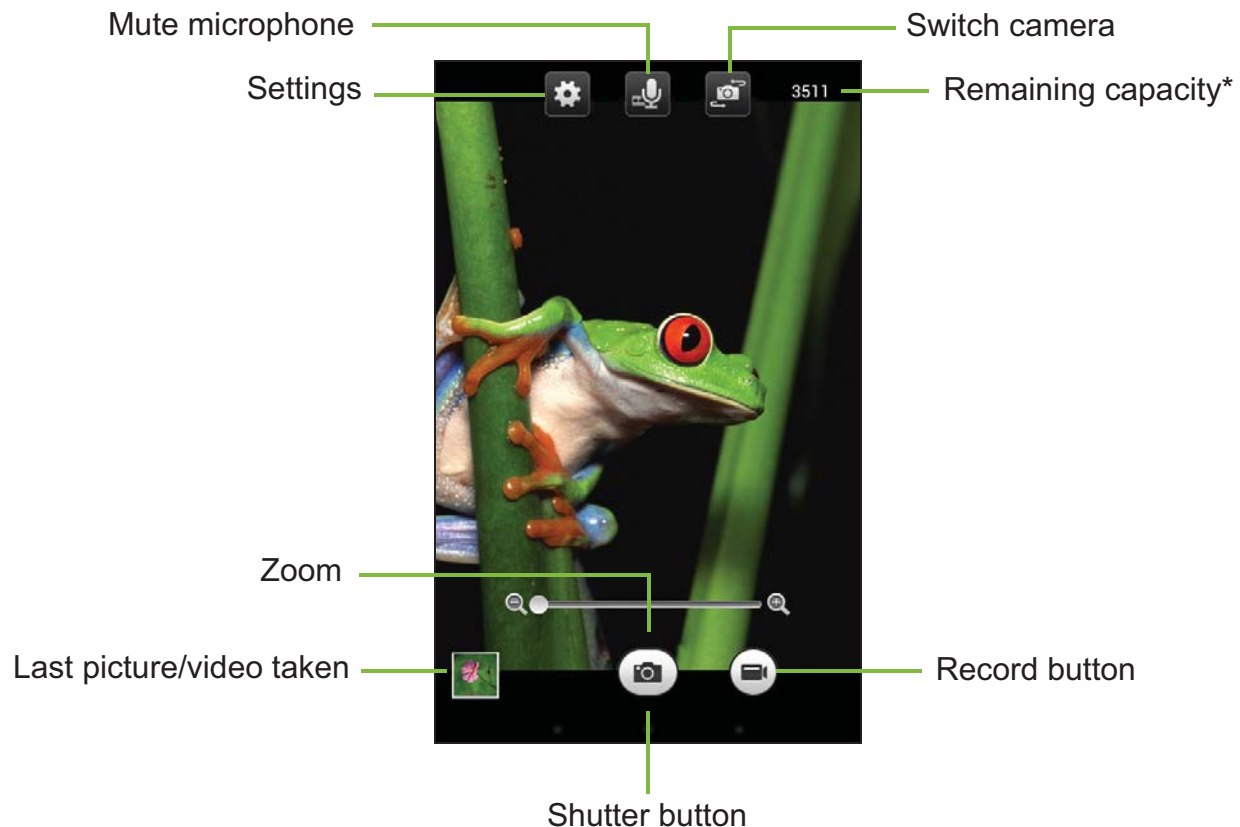 Mute microphone
Switch camera
Settings
3511
Remaining capacity*
Zoom
Last picture/video taken
Record button
Shutter button